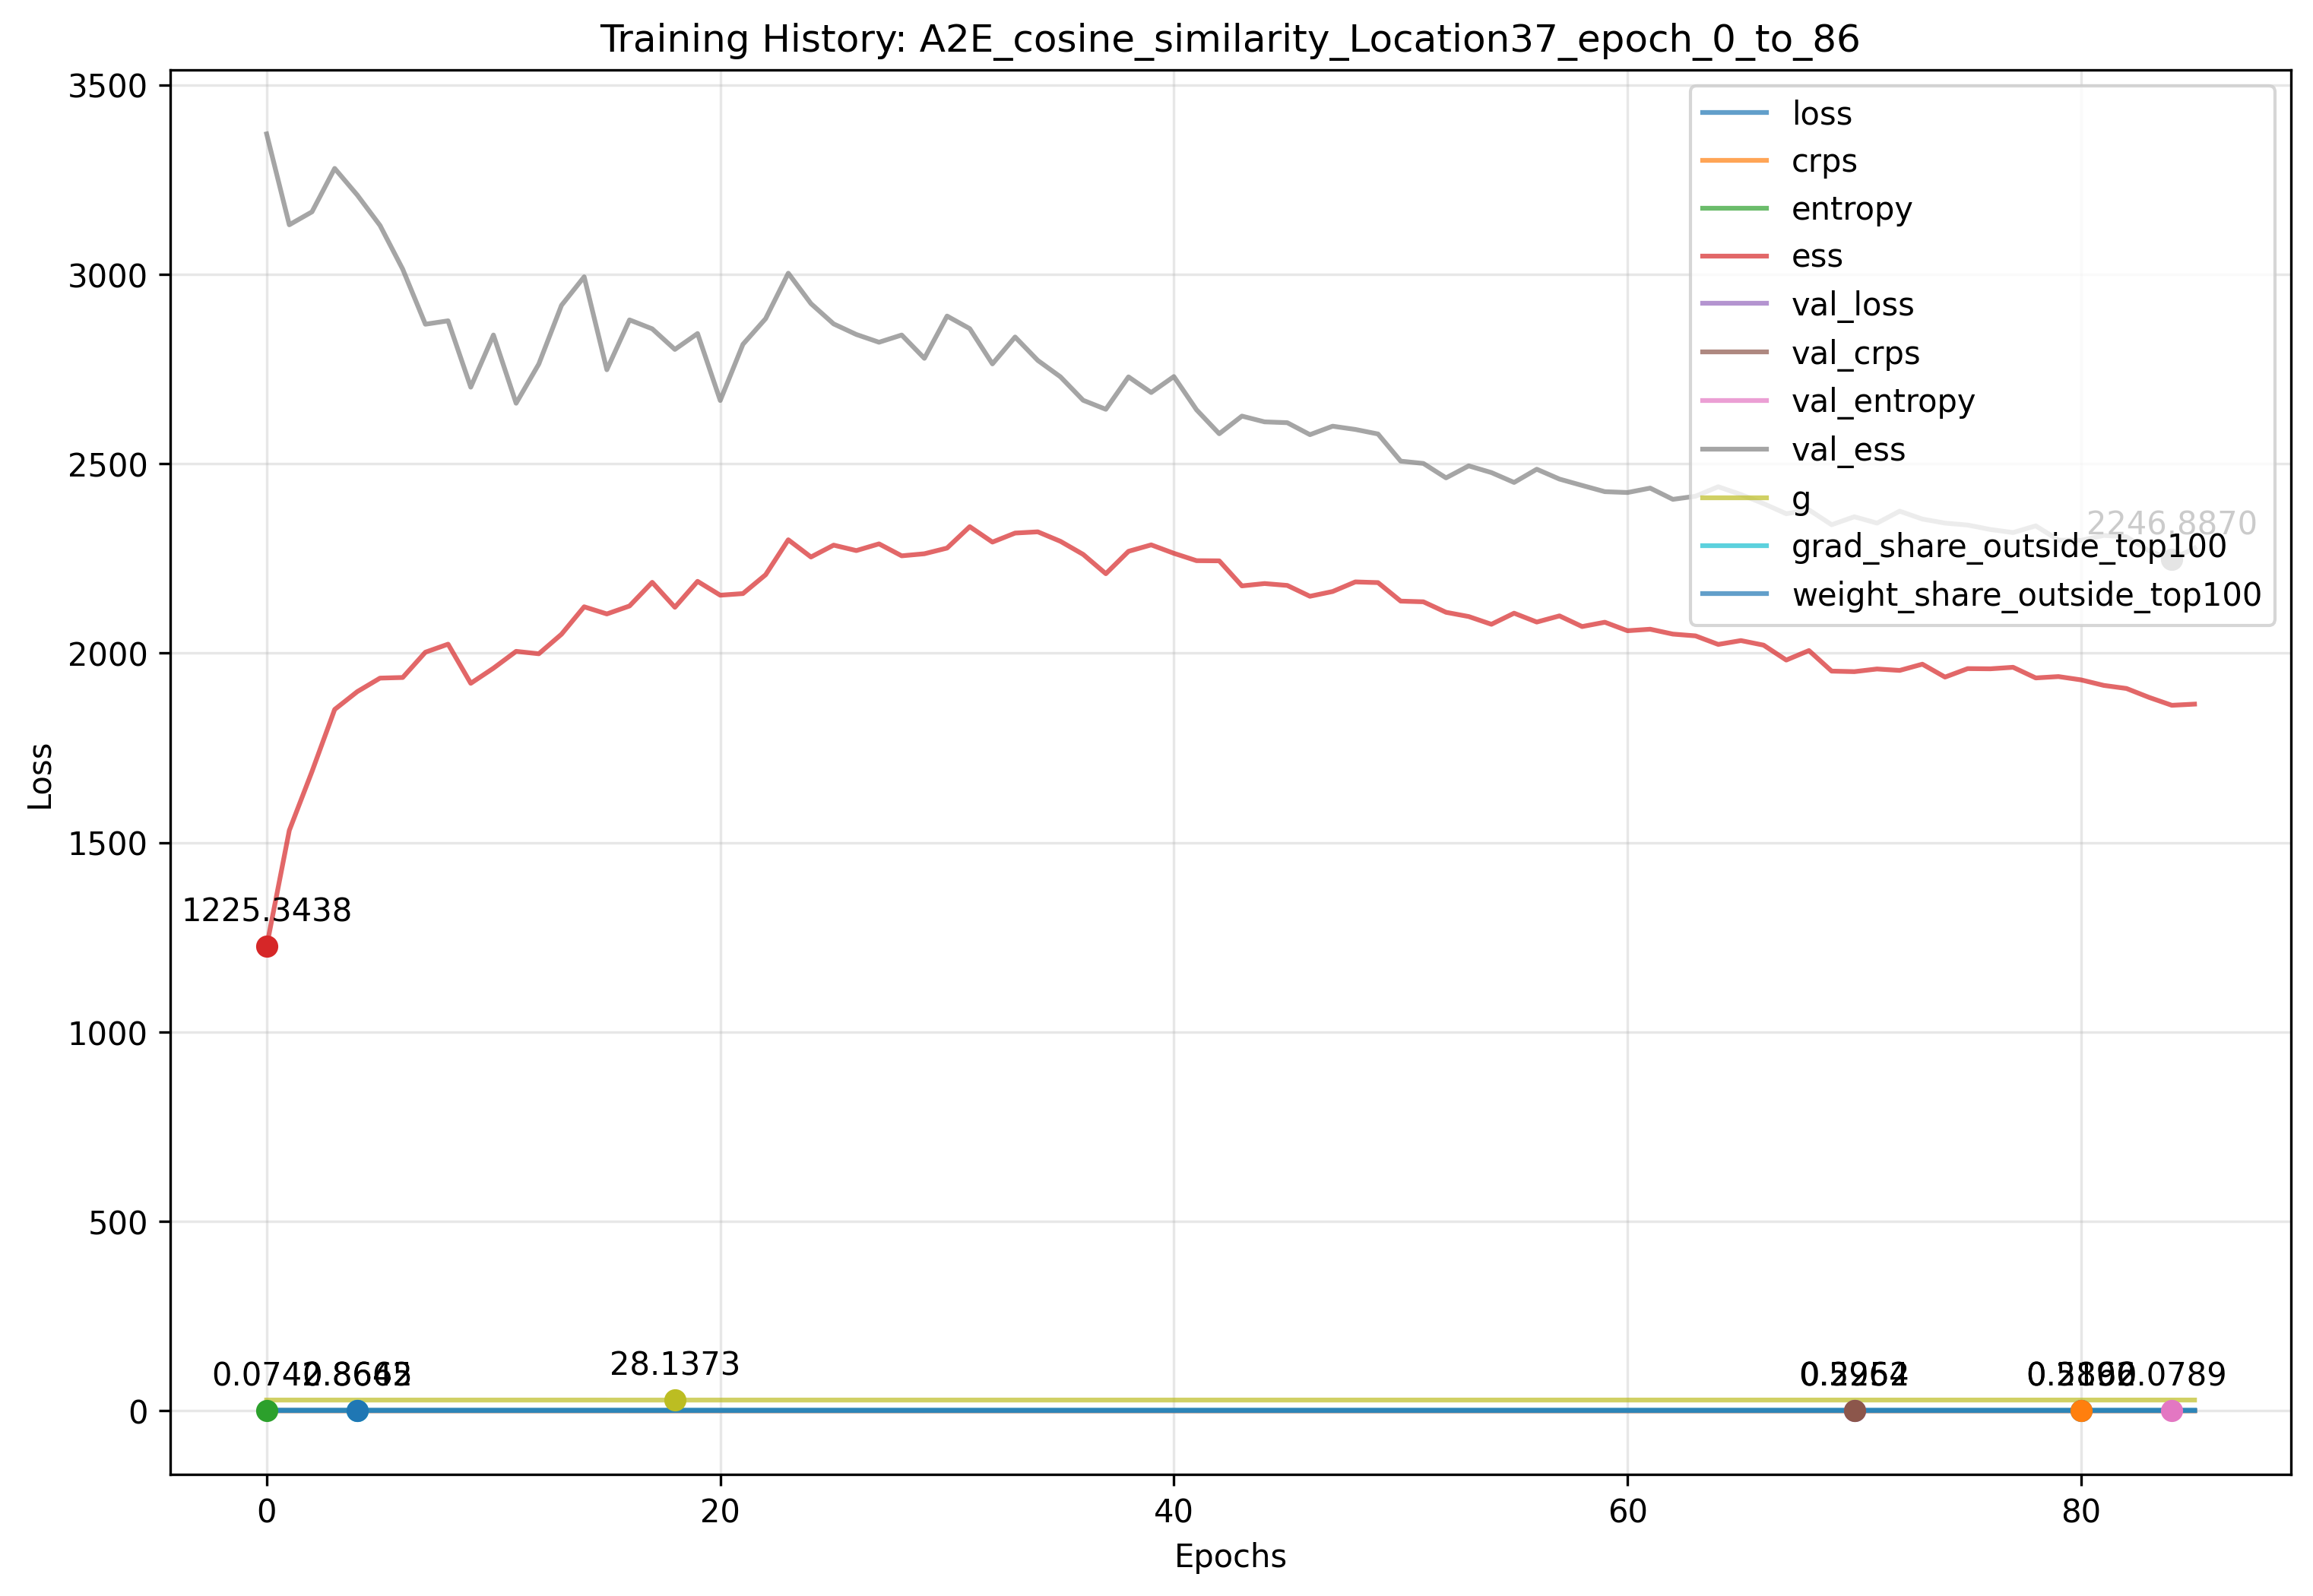 Training History: A2E_cosine_similarity_Location37_epoch_0_to_86
3500
3000
2500
2000
1500
1000
500
0
Loss
0
20
40
60
80
Epochs
loss
crps
entropy
ess
val_loss
val_crps
val_entropy
val_ess
g
grad_share_outside_top100
weight_share_outside_top100
2246.8870
1225.3438
28.1373